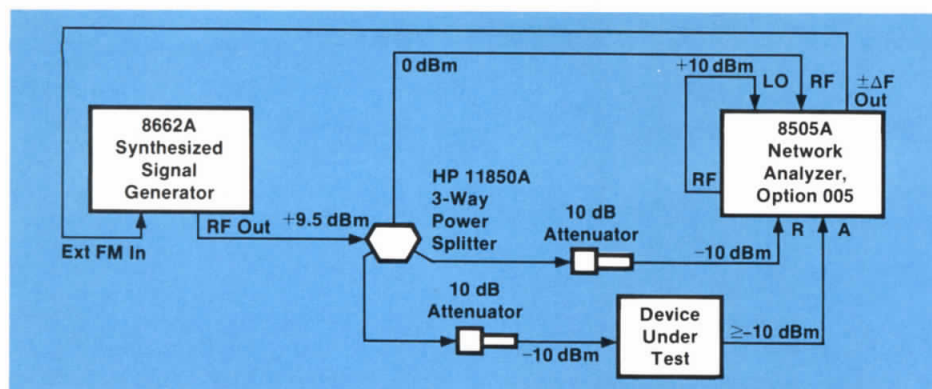 0 dBm
+10 dBm
LO
RF
±ΔF
Out
8662A
Synthesized
Signal
Generator
8505A
Network
Analyzer,
Option 005
HP 11850A
3-Way
Power
Splitter
RF
RF Out
+9.5 dBm
Ext FM In
10 dB
Attenuator
R
A
−10 dBm
10 dB
Attenuator
−10 dBm
Device
Under
Test
≥-10 dBm